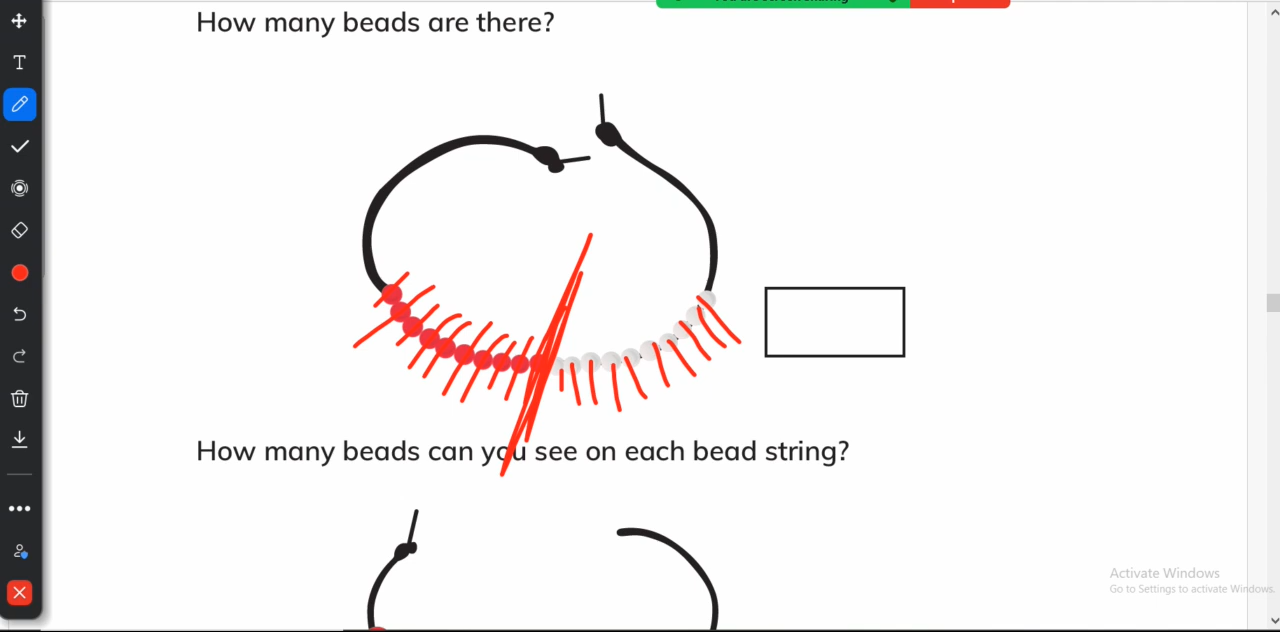 How many beads are there?
How many beads can you see on each bead string?
Activate Windows
Go to Settings to activate Windows.